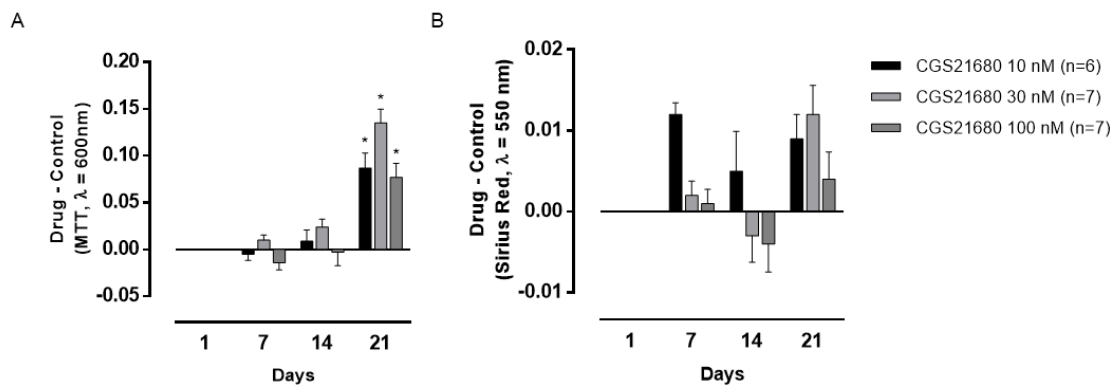 A
Drug - Control
(MTT, λ = 600nm)
0.20
0.15
0.10
0.05
0.00
-0.05
*
*
*
1 7 14 21
Days
B
Drug - Control
(Sirius Red, λ = 550 nm)
0.02
0.01
0.00
-0.01
1 7 14 21
Days
CGS21680 10 nM (n=6)
CGS21680 30 nM (n=7)
CGS21680 100 nM (n=7)